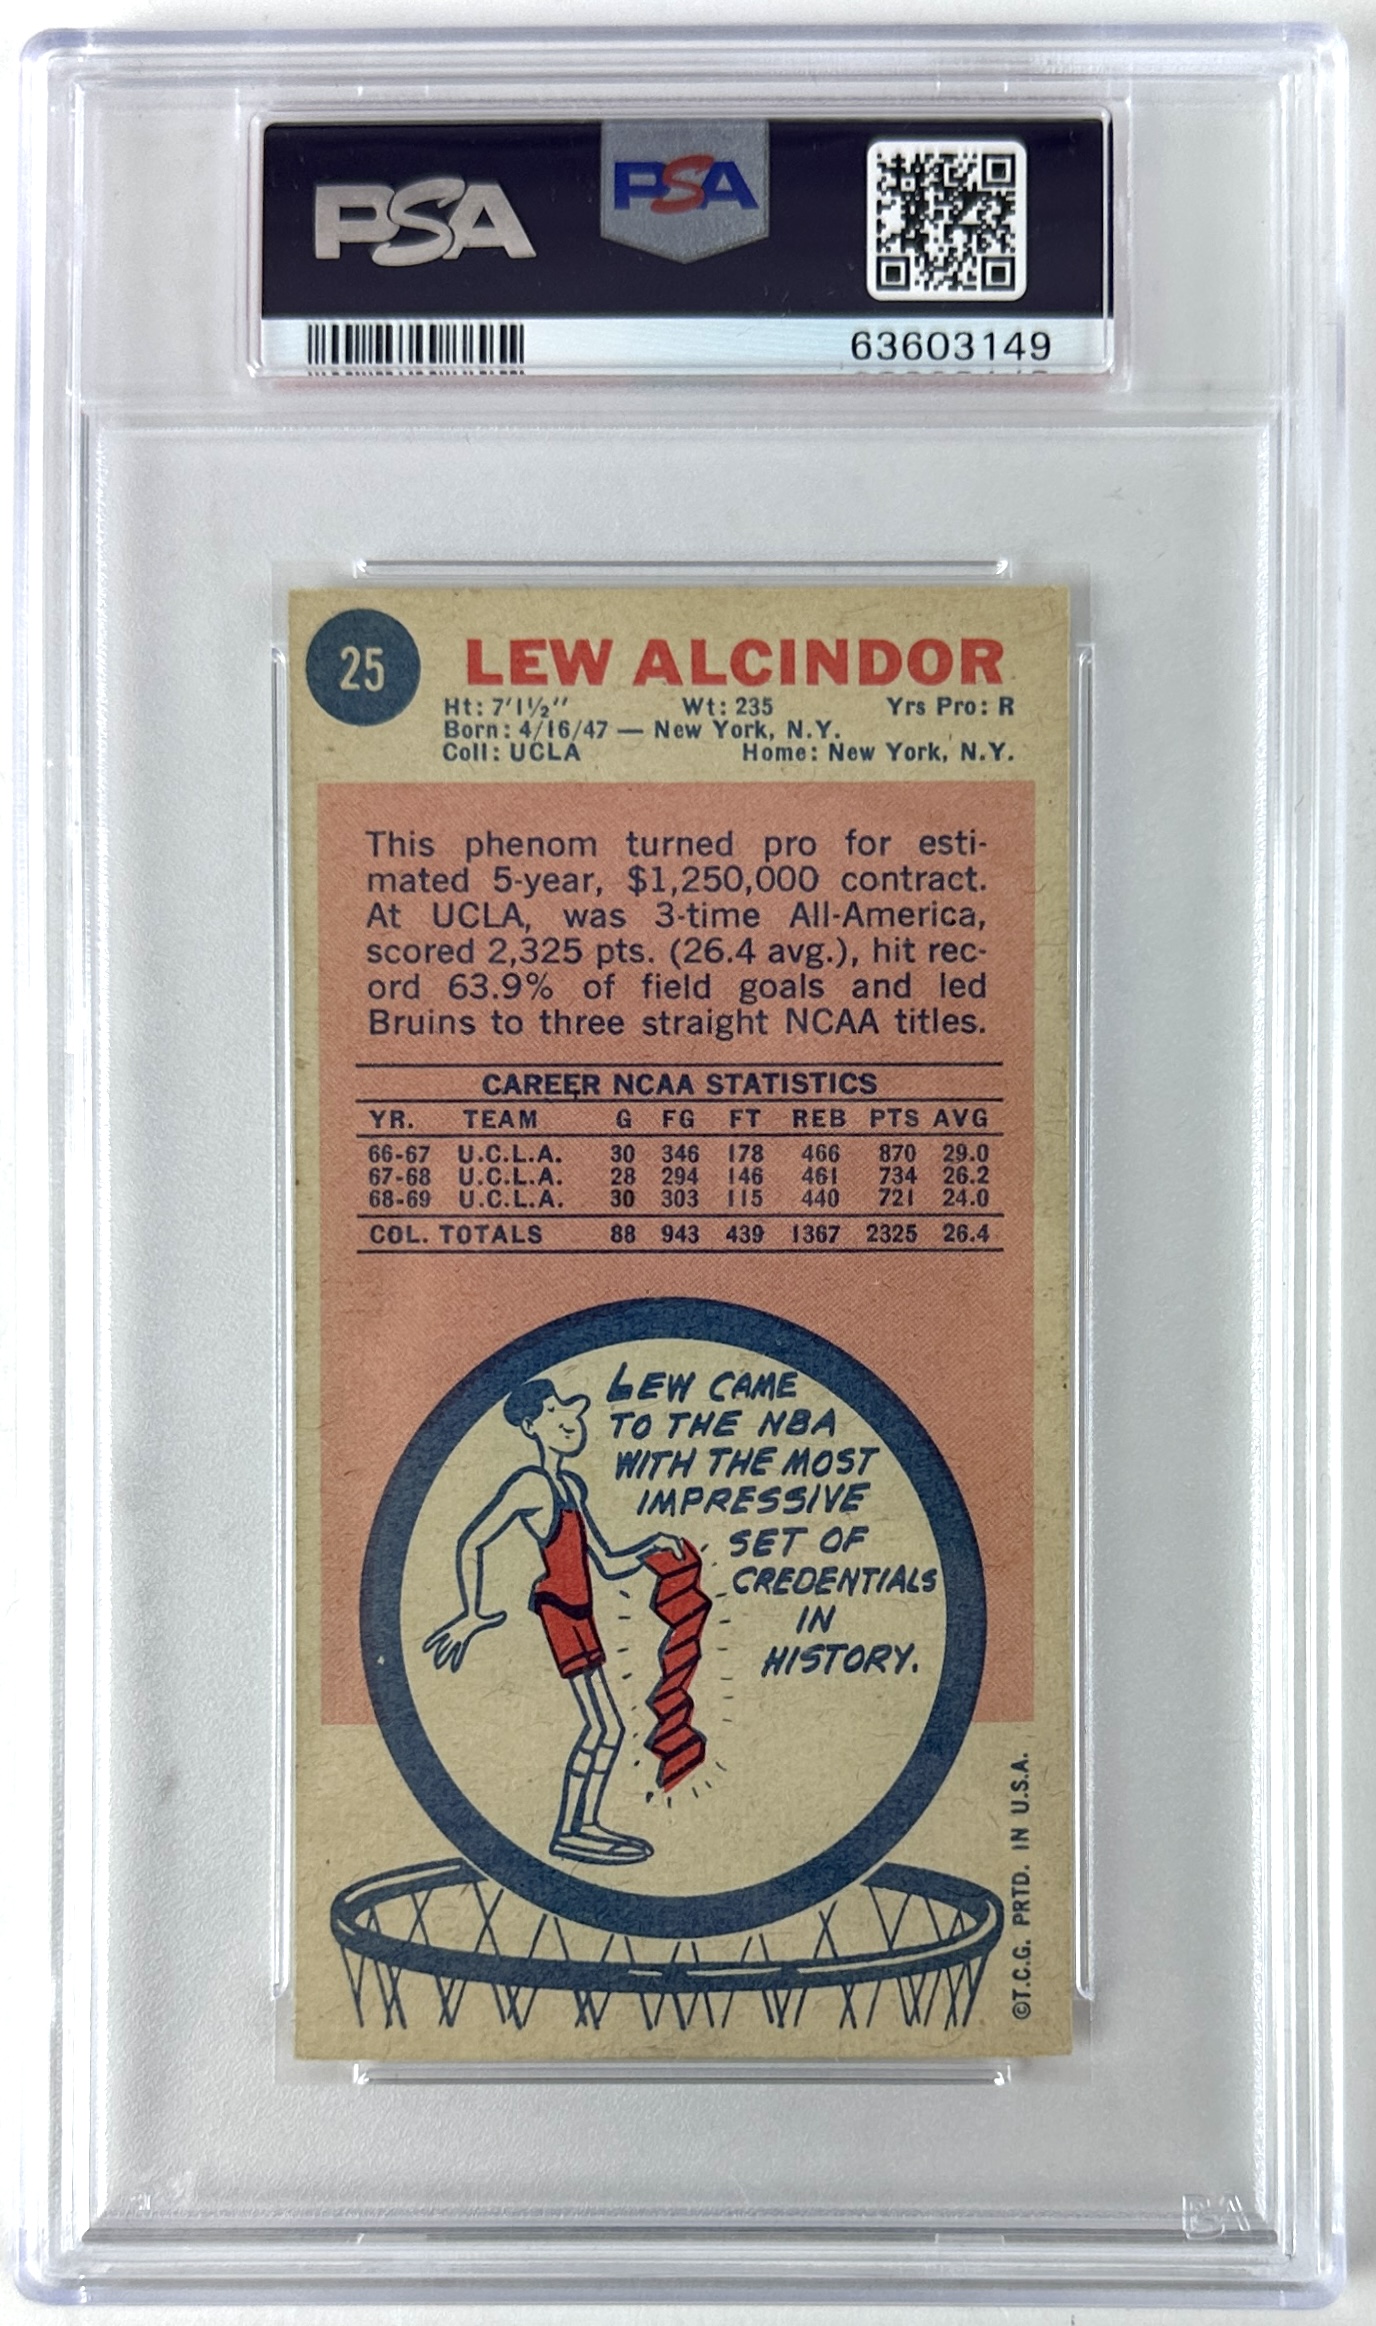 PSA
PSA
63603149
25
LEW ALCINDOR
Ht: 7'1½" Wt: 235 Yrs Pro: R
Born: 4/16/47 — New York, N.Y.
Coll: UCLA Home: New York, N.Y.
This phenom turned pro for esti-
mated 5-year, $1,250,000 contract.
At UCLA, was 3-time All-America,
scored 2,325 pts. (26.4 avg.), hit rec-
ord 63.9% of field goals and led
Bruins to three straight NCAA titles.
CAREER NCAA STATISTICS
YR. TEAM G FG FT REB PTS AVG
66-67 U.C.L.A. 30 346 178 466 870 29.0
67-68 U.C.L.A. 28 294 146 461 734 26.2
68-69 U.C.L.A. 30 303 115 440 721 24.0
COL. TOTALS 88 943 439 1367 2325 26.4
LEW CAME
TO THE NBA
WITH THE MOST
IMPRESSIVE
SET OF
CREDENTIALS
IN
HISTORY.
©T.C.G. PRTD. IN U.S.A.
PSA